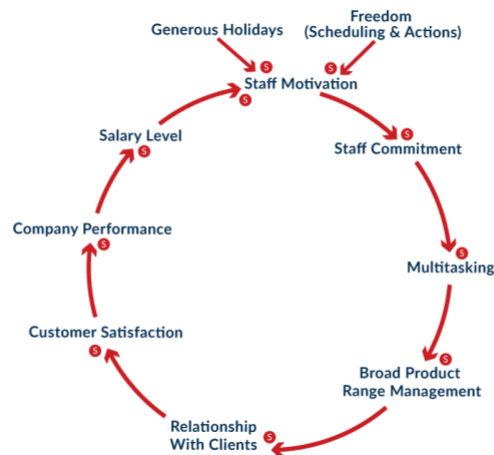 Generous Holidays
Freedom
(Scheduling & Actions)
S
S
Staff Motivation
S
Salary Level
S
S
Staff Commitment
Company Performance
S
S
Multitasking
Customer Satisfaction
S
S
Broad Product
Range Management
Relationship
With Clients
S